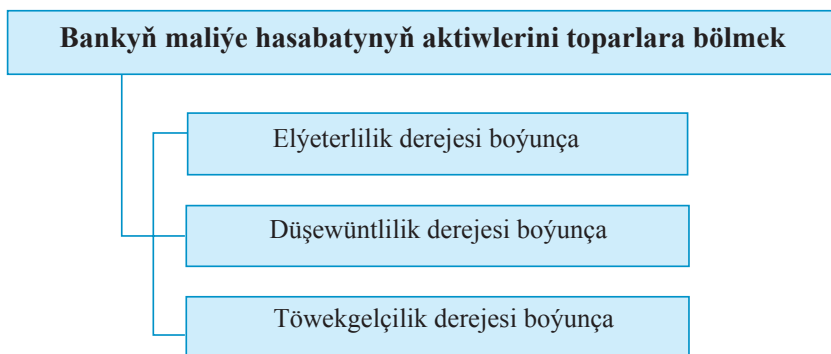 Bankyň maliýe hasabatynyň aktiwlerini toparlara bölmek
Elýeterlilik derejesi boýunça
Düşewüntlilik derejesi boýunça
Töwekgelçilik derejesi boýunça